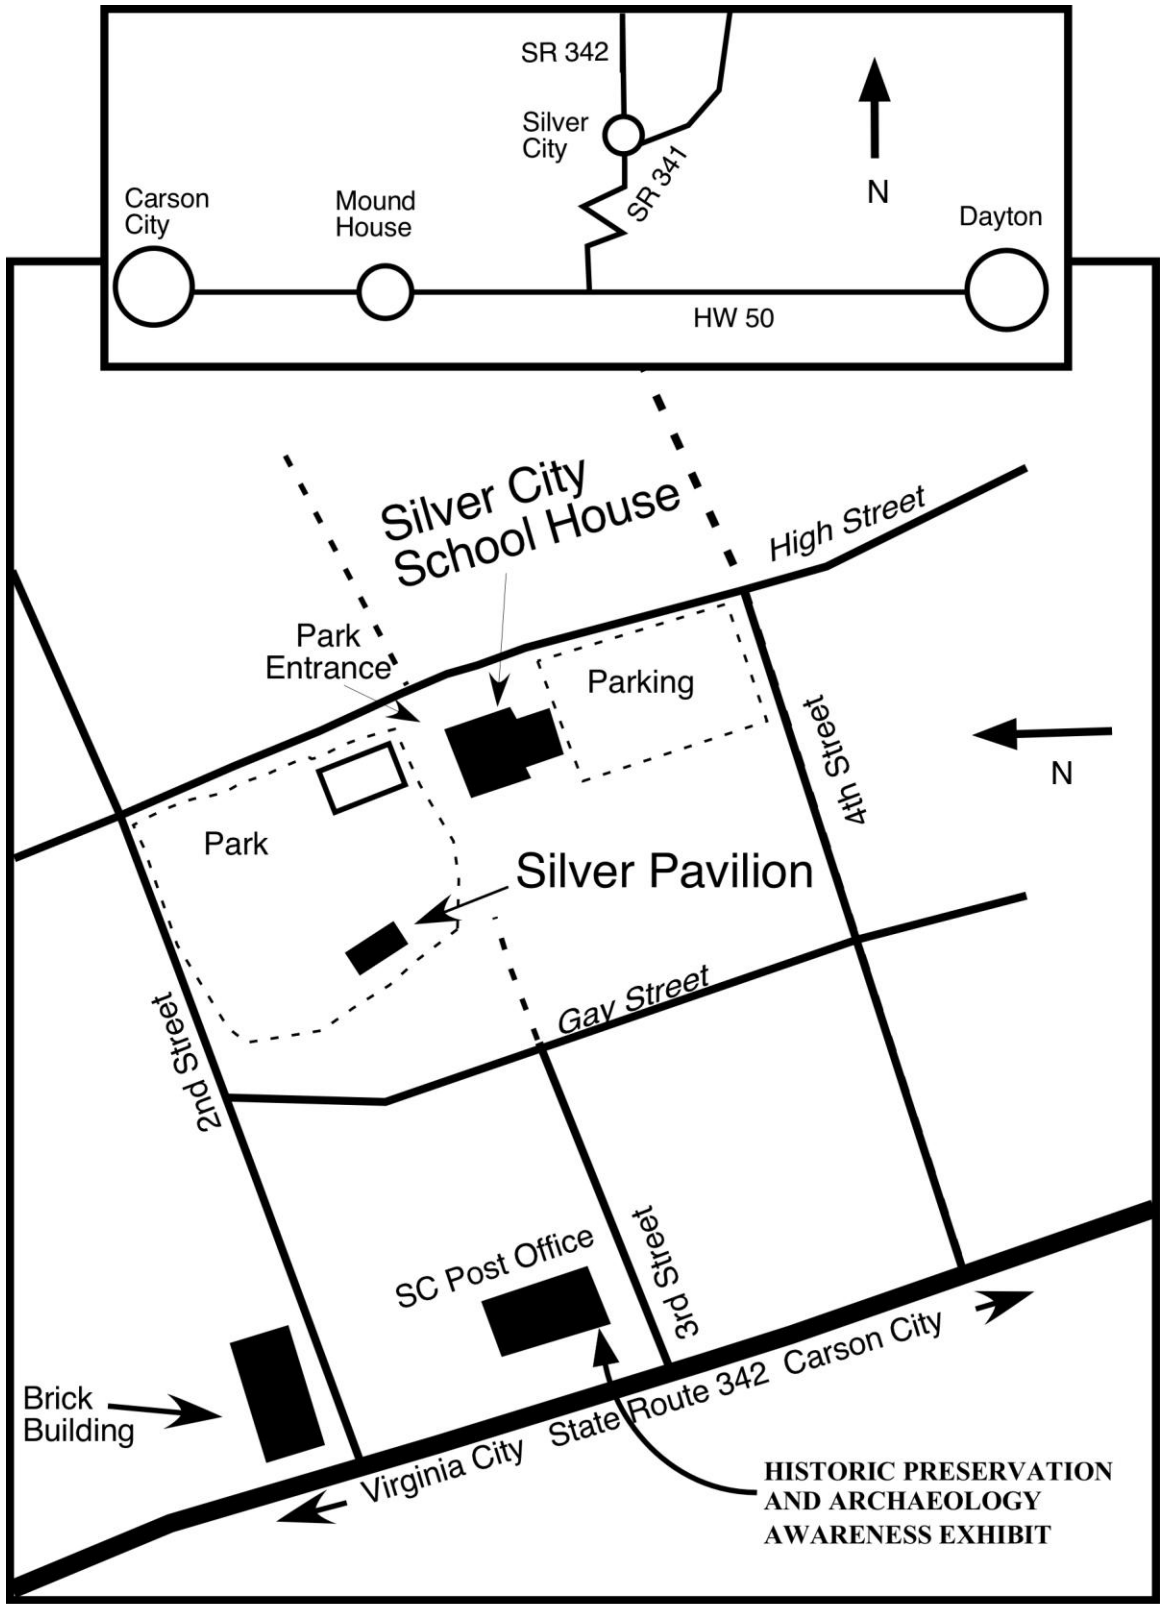 SR 342
Silver
City
SR 341
N
Carson
City
Mound
House
Dayton
HW 50
Silver City
School House
High Street
Park
Entrance
Parking
4th Street
N
Park
Silver Pavilion
2nd Street
Gay Street
SC Post Office
3rd Street
Brick
Building
Virginia City State Route 342 Carson City
HISTORIC PRESERVATION
AND ARCHAEOLOGY
AWARENESS EXHIBIT